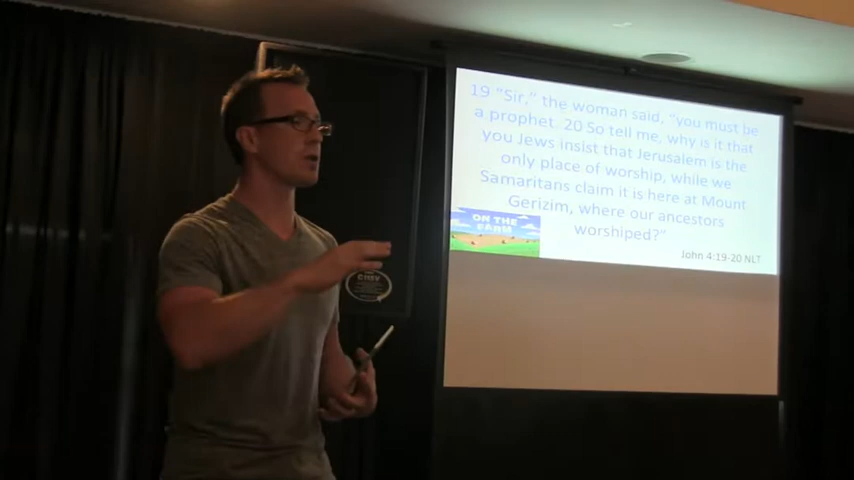 19 "Sir," the woman said, "you must be
a prophet. 20 So tell me, why is it that
you Jews insist that Jerusalem is the
only place of worship, while we
Samaritans claim it is here at Mount
Gerizim, where our ancestors
worshiped?"
ON THE
FARM
John 4:19-20 NLT